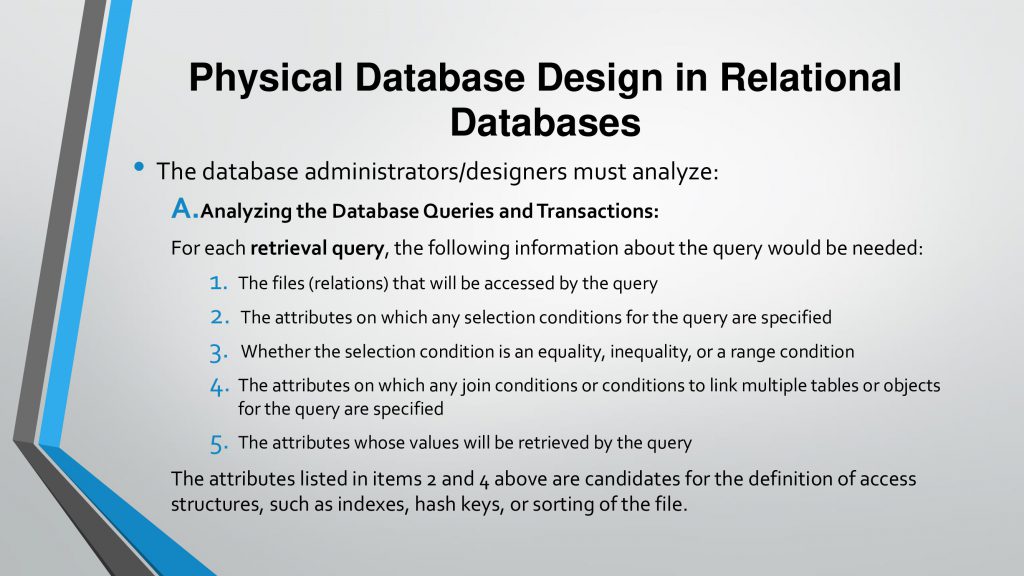 Physical Database Design in Relational
Databases
• The database administrators/designers must analyze:
A.Analyzing the Database Queries and Transactions:
For each retrieval query, the following information about the query would be needed:
1. The files (relations) that will be accessed by the query
2. The attributes on which any selection conditions for the query are specified
3. Whether the selection condition is an equality, inequality, or a range condition
4. The attributes on which any join conditions or conditions to link multiple tables or objects
for the query are specified
5. The attributes whose values will be retrieved by the query
The attributes listed in items 2 and 4 above are candidates for the definition of access
structures, such as indexes, hash keys, or sorting of the file.